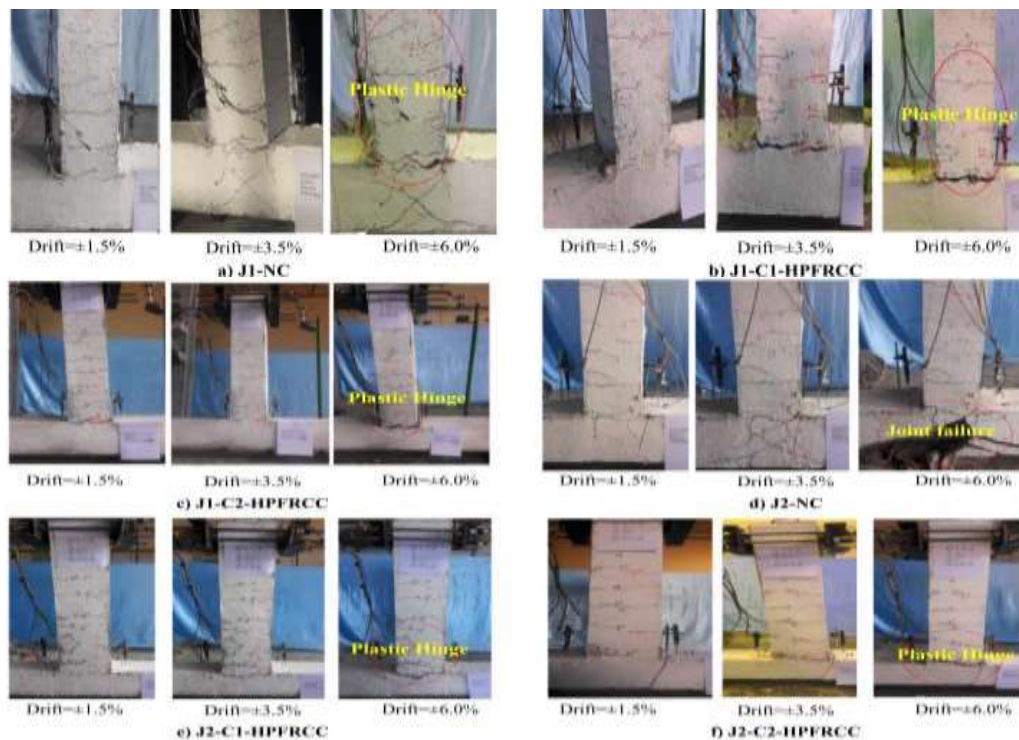 Plastic Hinge
Drift=±1.5% Drift=±3.5% Drift=±6.0%
a) J1-NC
Plastic Hinge
Drift=±1.5% Drift=±3.5% Drift=±6.0%
b) J1-C1-HPFRCC
Plastic Hinge
Drift=±1.5% Drift=±3.5% Drift=±6.0%
c) J1-C2-HPFRCC
Joint failure
Drift=±1.5% Drift=±3.5% Drift=±6.0%
d) J2-NC
Plastic Hinge
Drift=±1.5% Drift=±3.5% Drift=±6.0%
e) J2-C1-HPFRCC
Plastic Hinge
Drift=±1.5% Drift=±3.5% Drift=±6.0%
f) J2-C2-HPFRCC